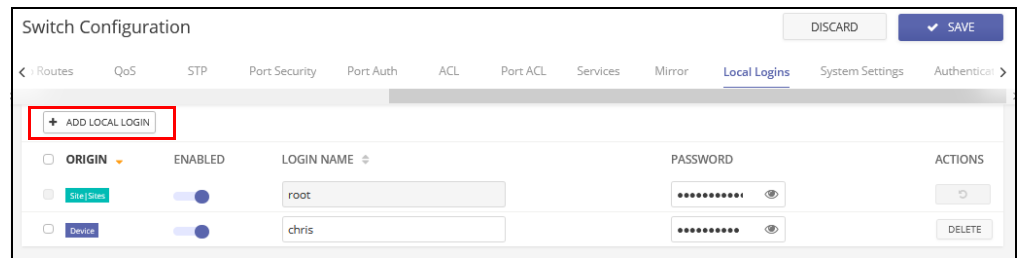 Switch Configuration
DISCARD
SAVE
Routes QoS STP Port Security Port Auth ACL Port ACL Services Mirror Local Logins System Settings Authenticat
+ ADD LOCAL LOGIN
ORIGIN ENABLED LOGIN NAME PASSWORD ACTIONS
Site|Sites root ••••••••••••
Device chris •••••••••• DELETE